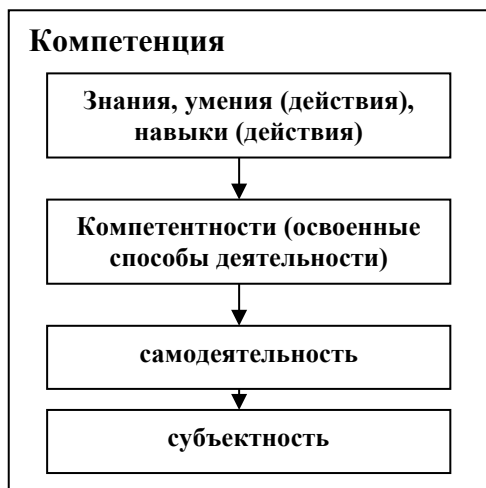 Компетенция
Знания, умения (действия),
навыки (действия)
Компетентности (освоенные
способы деятельности)
самодеятельность
субъектность